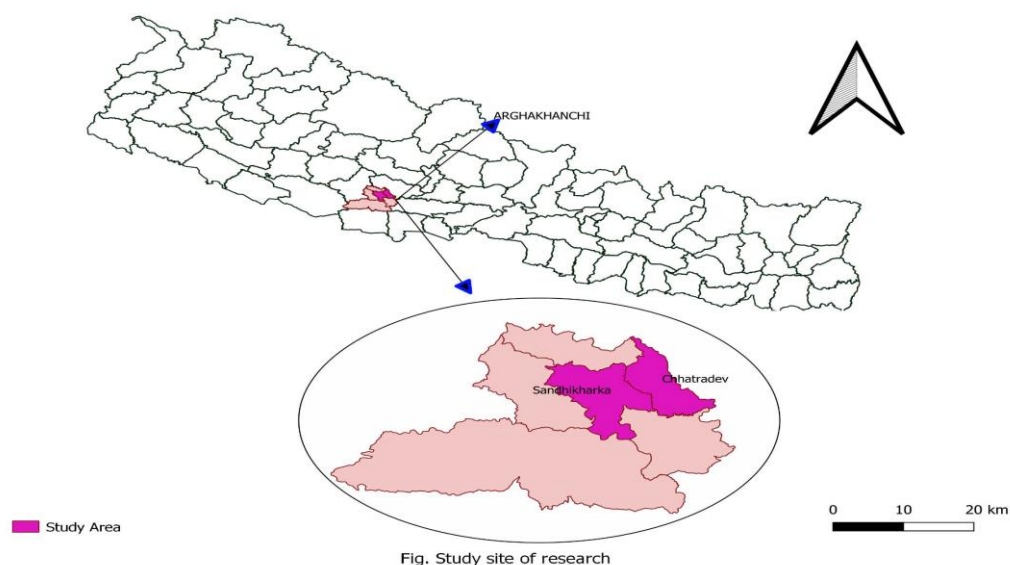 ARGHAKHANCHI
Chhatradev
Sandhikharka
Study Area
0 10 20 km
Fig. Study site of research